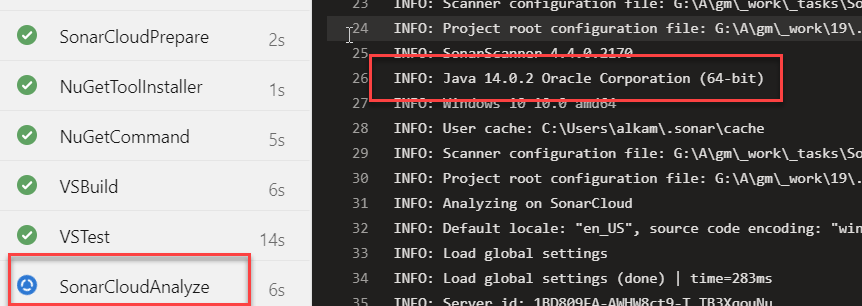 SonarCloudPrepare 2s
NuGetToolInstaller 1s
NuGetCommand 5s
VSBuild 6s
VSTest 14s
SonarCloudAnalyze 6s
23 INFO: Scanner configuration file: G:\A\gm\_work\_tasks\So
24 INFO: Project root configuration file: G:\A\gm\_work\19\.
25 INFO: SonarScanner 4.4.0.2170
26 INFO: Java 14.0.2 Oracle Corporation (64-bit)
27 INFO: Windows 10 10.0 amd64
28 INFO: User cache: C:\Users\alkam\.sonar\cache
29 INFO: Scanner configuration file: G:\A\gm\_work\_tasks\So
30 INFO: Project root configuration file: G:\A\gm\_work\19\.
31 INFO: Analyzing on SonarCloud
32 INFO: Default locale: "en_US", source code encoding: "win
33 INFO: Load global settings
34 INFO: Load global settings (done) | time=283ms
35 INFO: Server id: